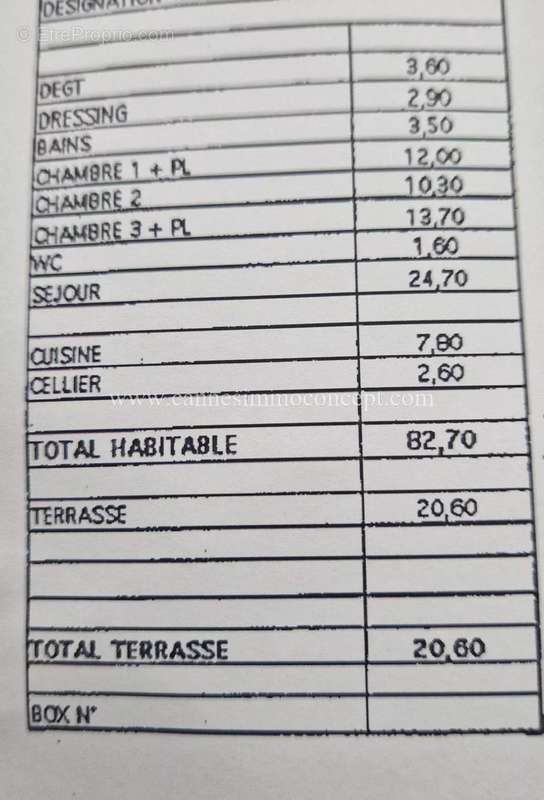 DESIGNATION
© EtreProprio.com
DEGT 3,60
DRESSING 2,90
BAINS 3,50
CHAMBRE 1 + PL 12,00
CHAMBRE 2 10,30
CHAMBRE 3 + PL 13,70
WC 1,60
SEJOUR 24,70
CUISINE 7,80
CELLIER 2,60
www.cannesimmoconcept.com
TOTAL HABITABLE 82,70
TERRASSE 20,60
TOTAL TERRASSE 20,60
BOX N°